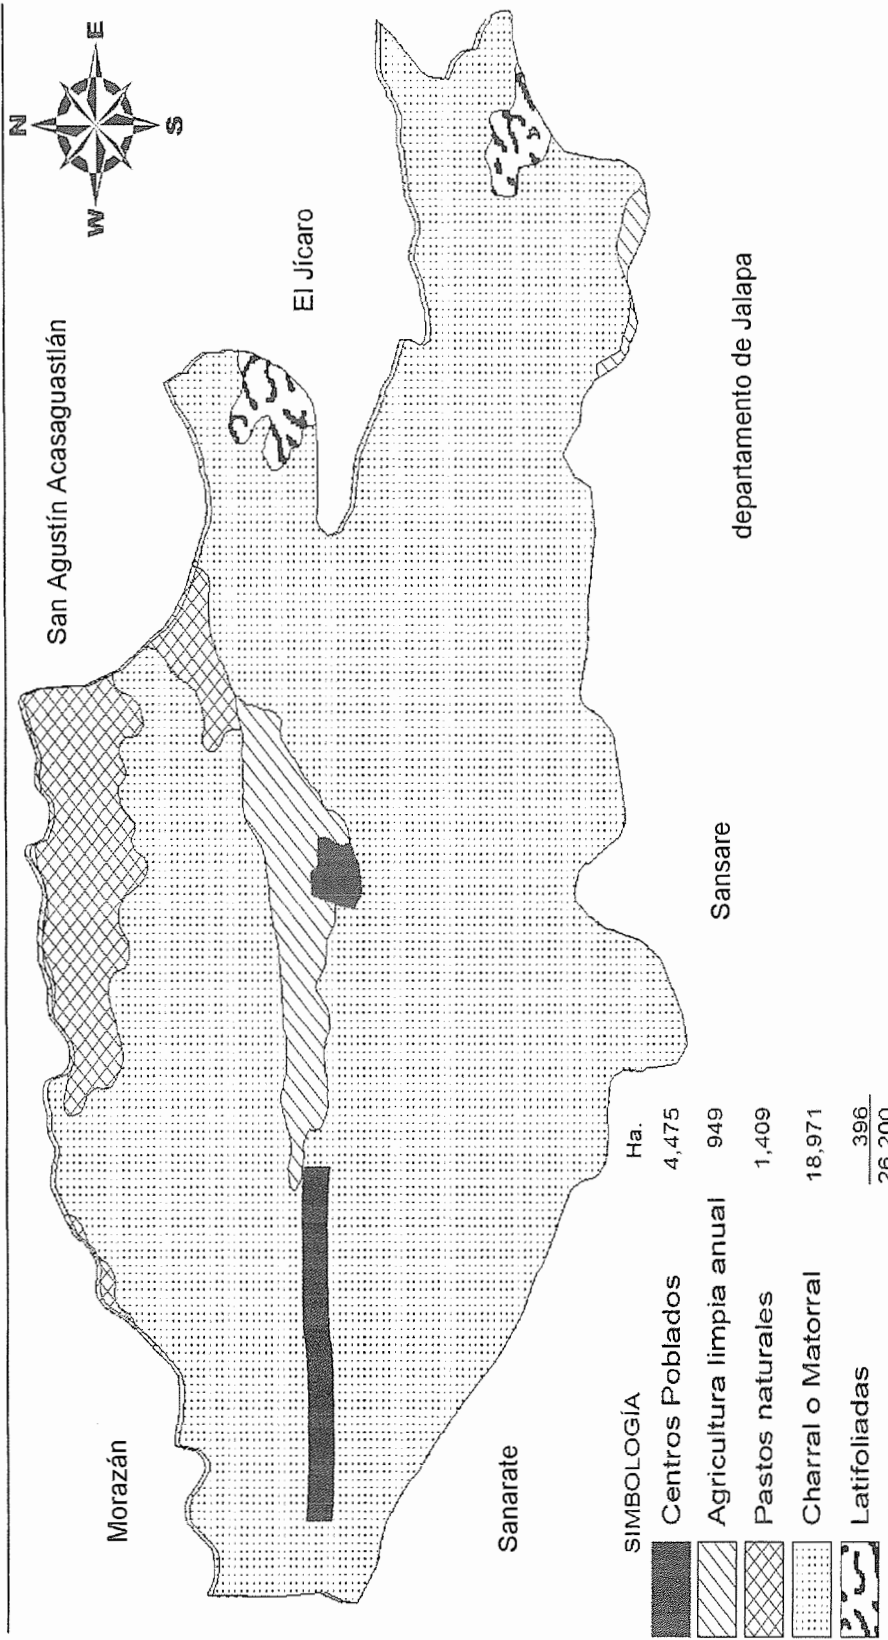 N
W
E
S
San Agustín Acasaguastlán
Morazán
El Jícaro
Sanarate
Sansare
departamento de Jalapa
SIMBOLOGÍA Ha.
Centros Poblados 4,475
Agricultura limpia anual 949
Pastos naturales 1,409
Charral o Matorral 18,971
Latifoliadas 396
26,200